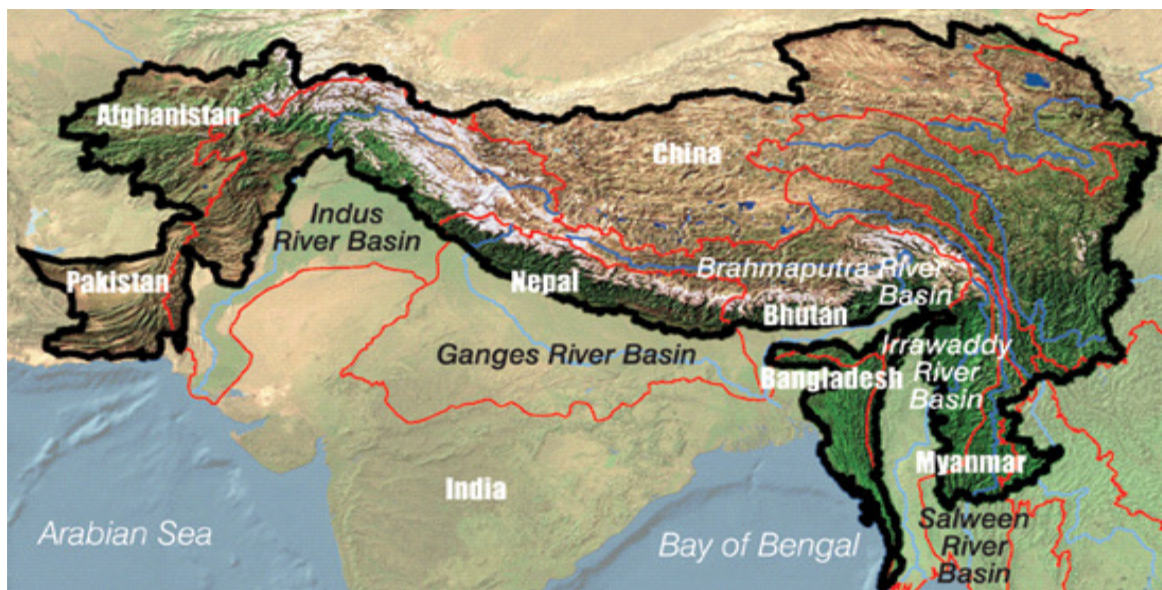 Afghanistan
China
Indus
River Basin
Pakistan
Nepal
Brahmaputra River
Basin
Bhutan
Ganges River Basin
Irrawaddy
River
Basin
Bangladesh
Myanmar
India
Arabian Sea
Bay of Bengal
Salween
River
Basin